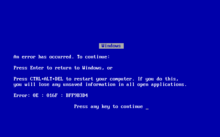 Windows
An error has occurred. To continue:
Press Enter to return to Windows, or
Press CTRL+ALT+DEL to restart your computer. If you do this,
you will lose any unsaved information in all open applications.
Error: 0E : 016F : BFF9B3D4
Press any key to continue _